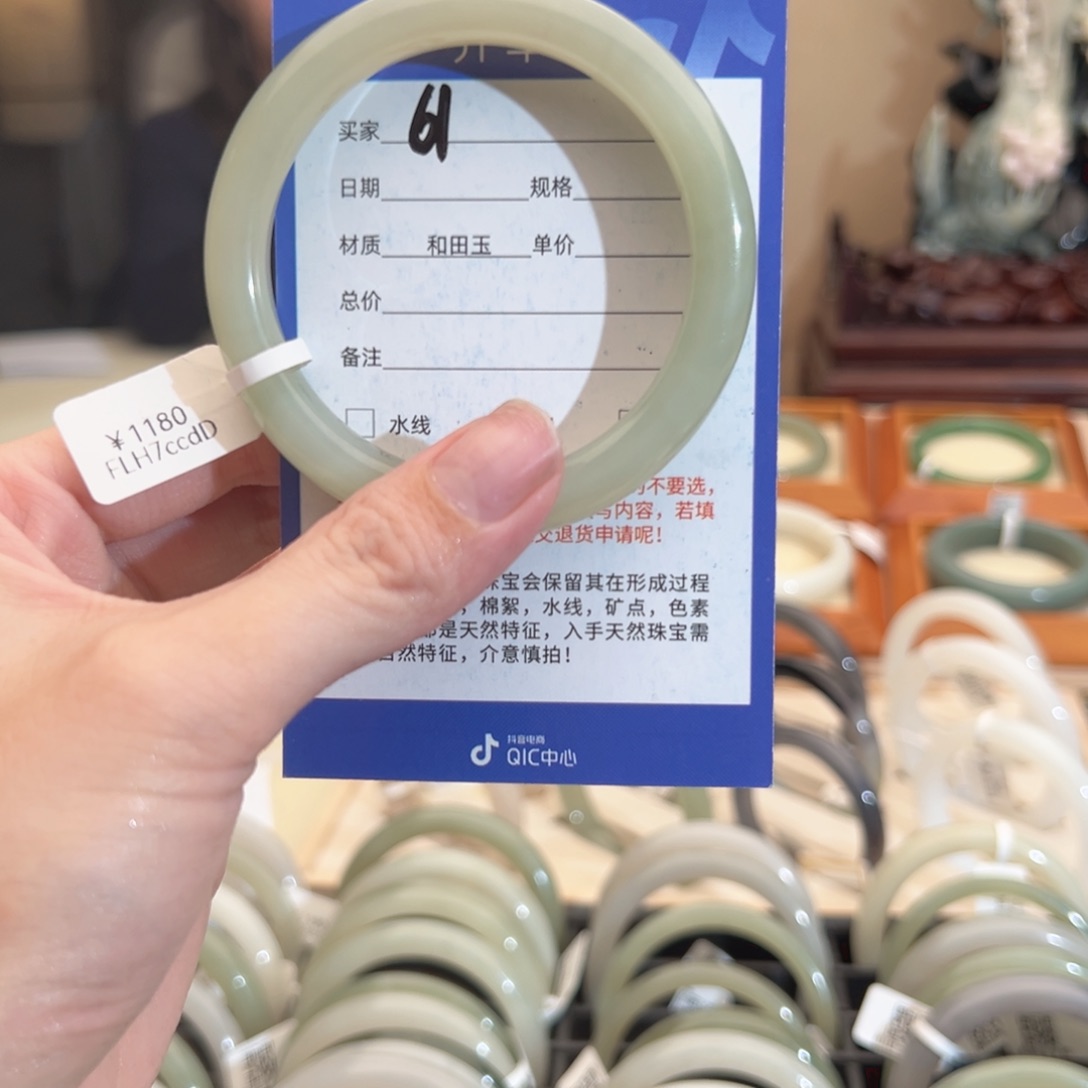 买家 61
日期 规格
材质 和田玉 单价
总价
备注
水线
不要选,
写内容，若填
交退货申请呢!
珠宝会保留其在形成过程
棉絮，水线，矿点，色素
都是天然特征，入手天然珠宝需
自然特征，介意慎拍!
抖音电商
QIC中心
¥1180
FLH7ccdD